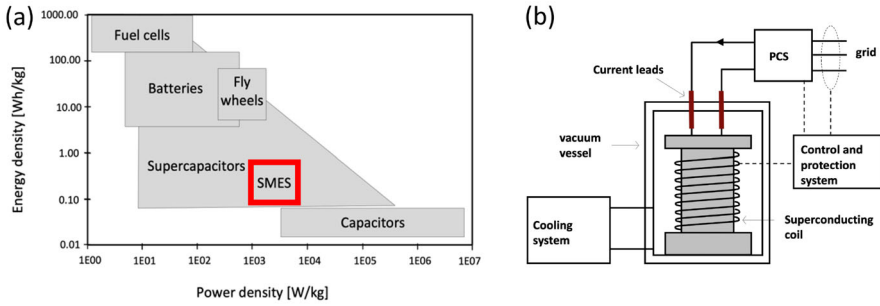 (a)
Energy density [Wh/kg]
1000.00
100.00
10.00
1.00
0.10
0.01
Fuel cells
Batteries
Fly
wheels
Supercapacitors
SMES
Capacitors
1E00 1E01 1E02 1E03 1E04 1E05 1E06 1E07
Power density [W/kg]
(b)
PCS
grid
Current leads
vacuum
vessel
Control and
protection
system
Cooling
system
Superconducting
coil